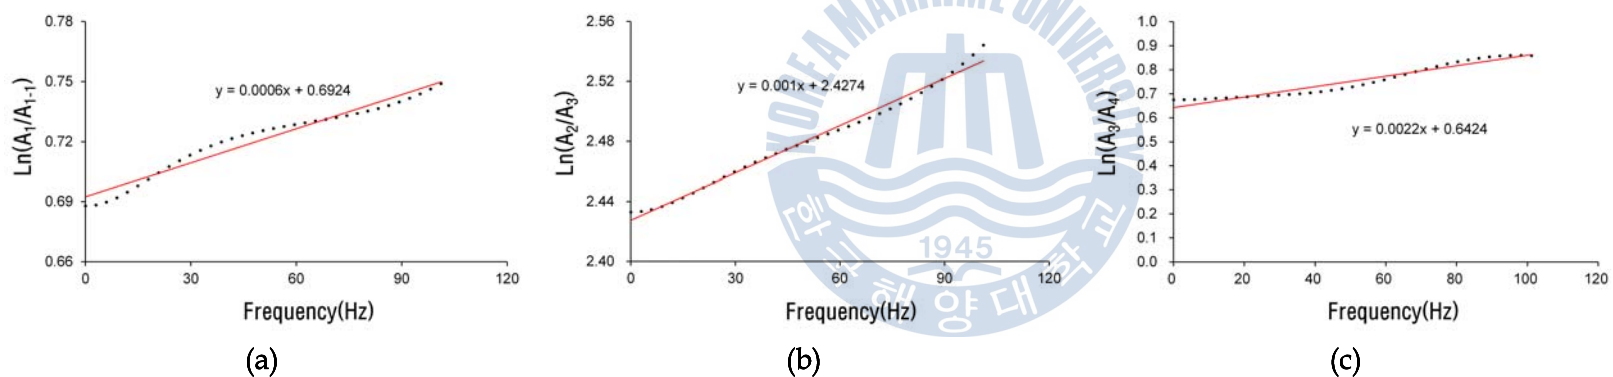 KOREA MARITIME UNIVERSITY
0.78
0.75
0.72
0.69
0.66
Ln(A1/A1-1)
y = 0.0006x + 0.6924
0 30 60 90 120
Frequency(Hz)
(a)
2.56
2.52
2.48
2.44
2.40
Ln(A2/A3)
y = 0.001x + 2.4274
0 30 60 90 120
Frequency(Hz)
(b)
1.0
0.9
0.8
0.7
0.6
0.5
0.4
0.3
0.2
0.1
0.0
Ln(A3/A4)
y = 0.0022x + 0.6424
0 20 40 60 80 100 120
Frequency(Hz)
(c)
1945
한국해양대학교